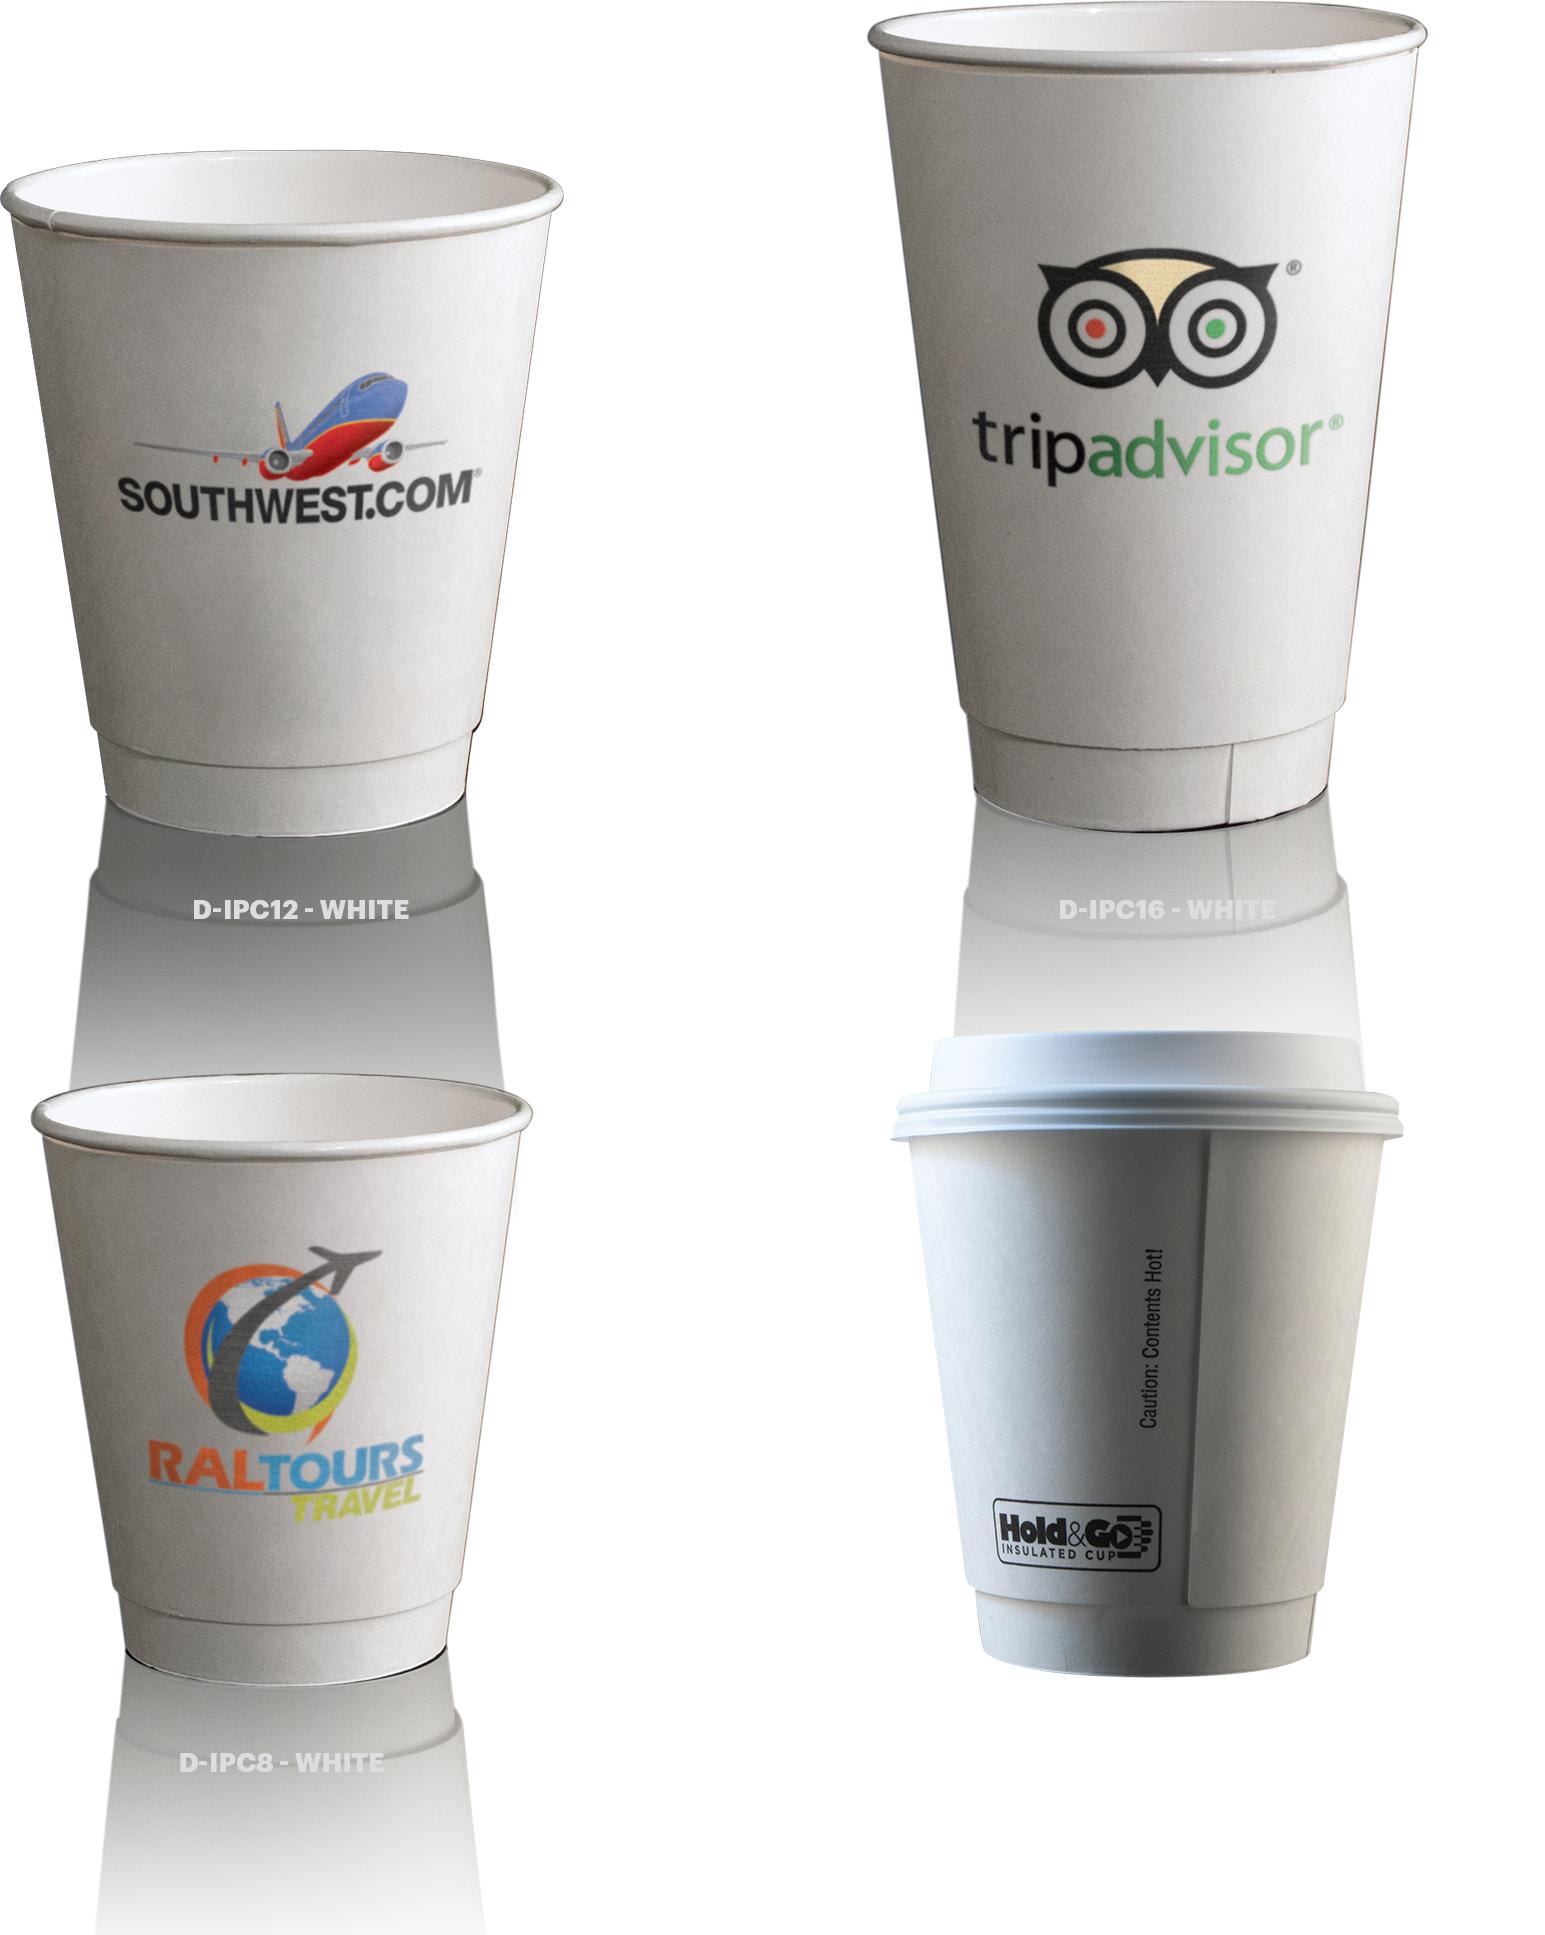 SOUTHWEST.COM®
D-IPC12 - WHITE
®
tripadvisor®
D-IPC16 - WHITE
RALTOURS
TRAVEL
D-IPC8 - WHITE
Caution: Contents Hot!
Hold&GO
INSULATED CUP